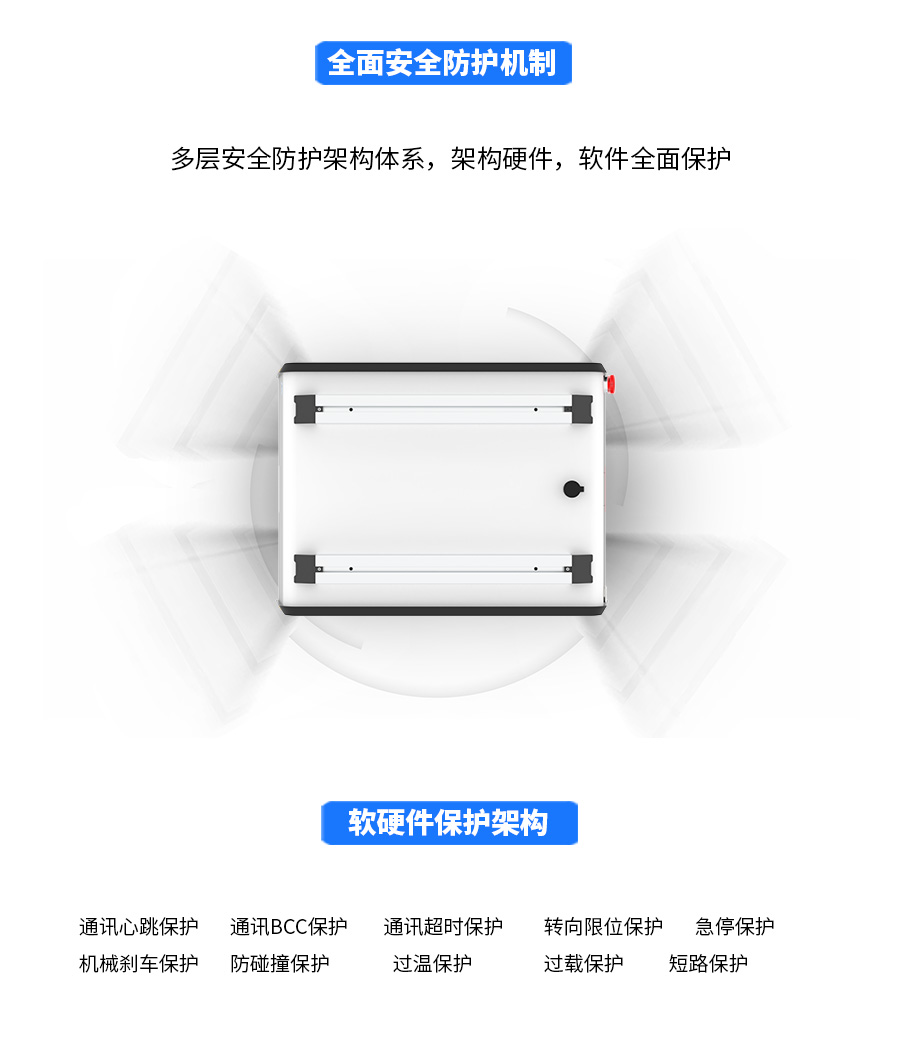 全面安全防护机制
多层安全防护架构体系，架构硬件，软件全面保护
软硬件保护架构
通讯心跳保护 通讯BCC保护 通讯超时保护 转向限位保护 急停保护
机械刹车保护 防碰撞保护 过温保护 过载保护 短路保护